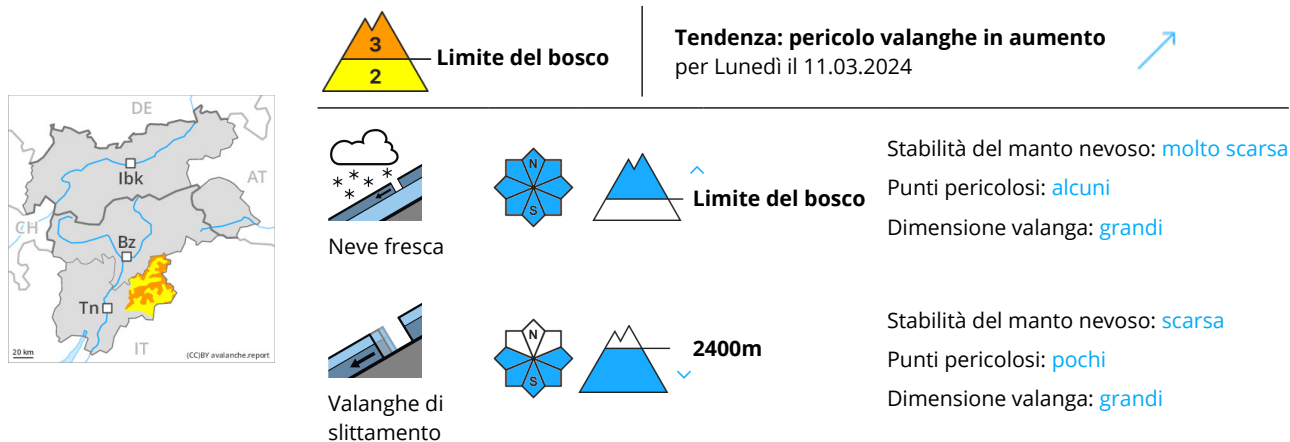 3
2
Limite del bosco
Tendenza: pericolo valanghe in aumento
per Lunedì il 11.03.2024
DE
Ibk
AT
CH
Bz
Tn
IT
20 km
(CC)BY avalanche.report
Neve fresca
N
S
Limite del bosco
Stabilità del manto nevoso: molto scarsa
Punti pericolosi: alcuni
Dimensione valanga: grandi
Valanghe di
slittamento
N
S
2400m
Stabilità del manto nevoso: scarsa
Punti pericolosi: pochi
Dimensione valanga: grandi